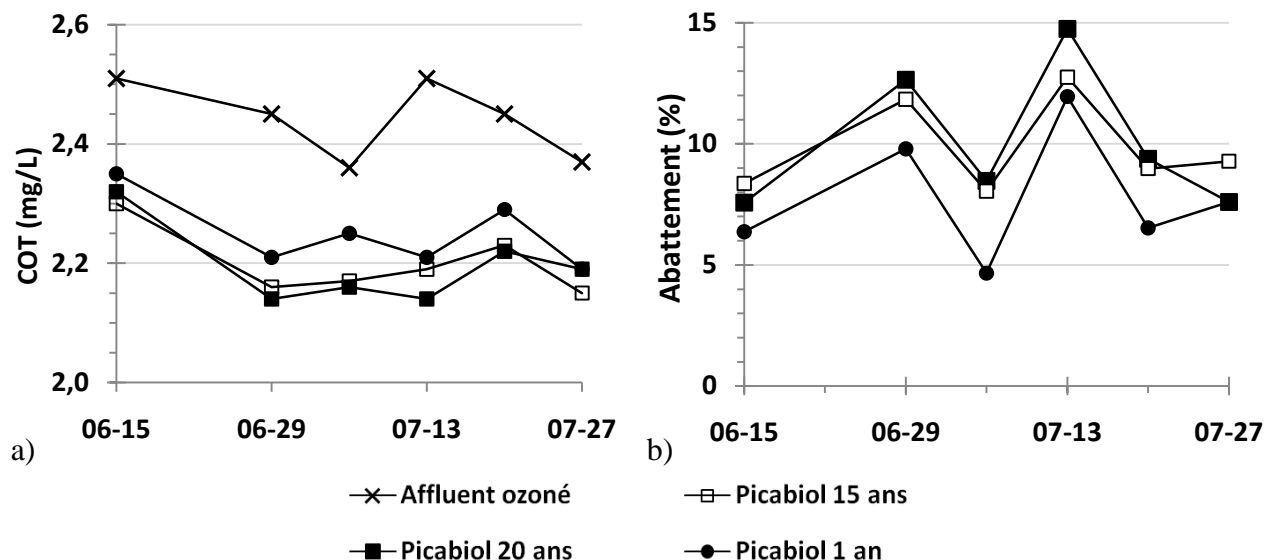 COT (mg/L)
2,6
2,4
2,2
2,0
06-15 06-29 07-13 07-27
a)
Abattement (%)
15
10
5
0
06-15 06-29 07-13 07-27
b)
Affluent ozoné
Picabiol 15 ans
Picabiol 20 ans
Picabiol 1 an